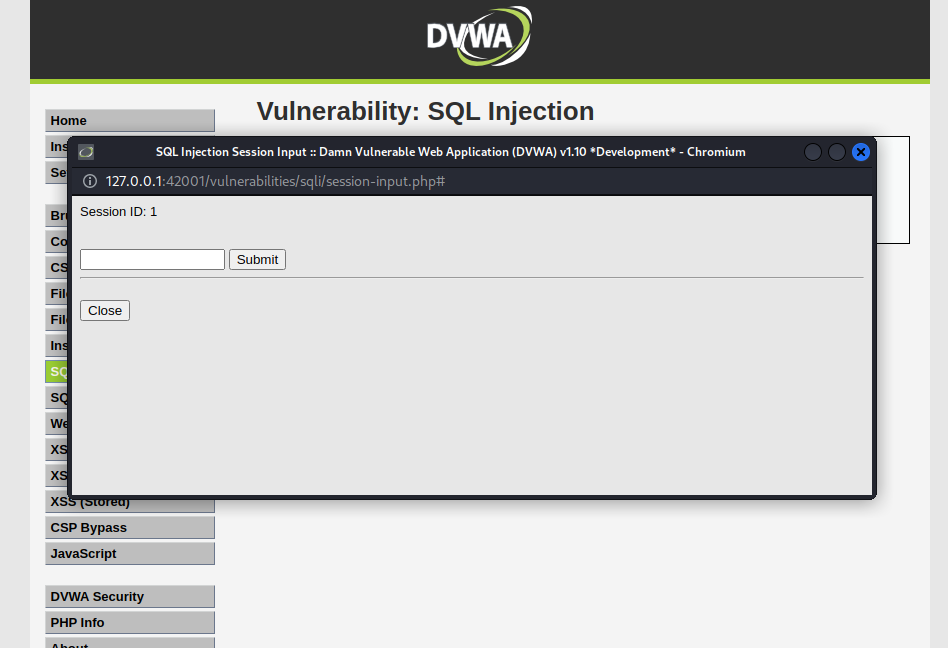 DVWA
Vulnerability: SQL Injection
Home
Ins
Se
SQL Injection Session Input :: Damn Vulnerable Web Application (DVWA) v1.10 *Development* - Chromium
127.0.0.1:42001/vulnerabilities/sqli/session-input.php#
Session ID: 1
Submit
Close
Bru
Co
CS
File
File
Ins
SQ
SQ
We
XS
XS
XSS (Stored)
CSP Bypass
JavaScript
DVWA Security
PHP Info
About